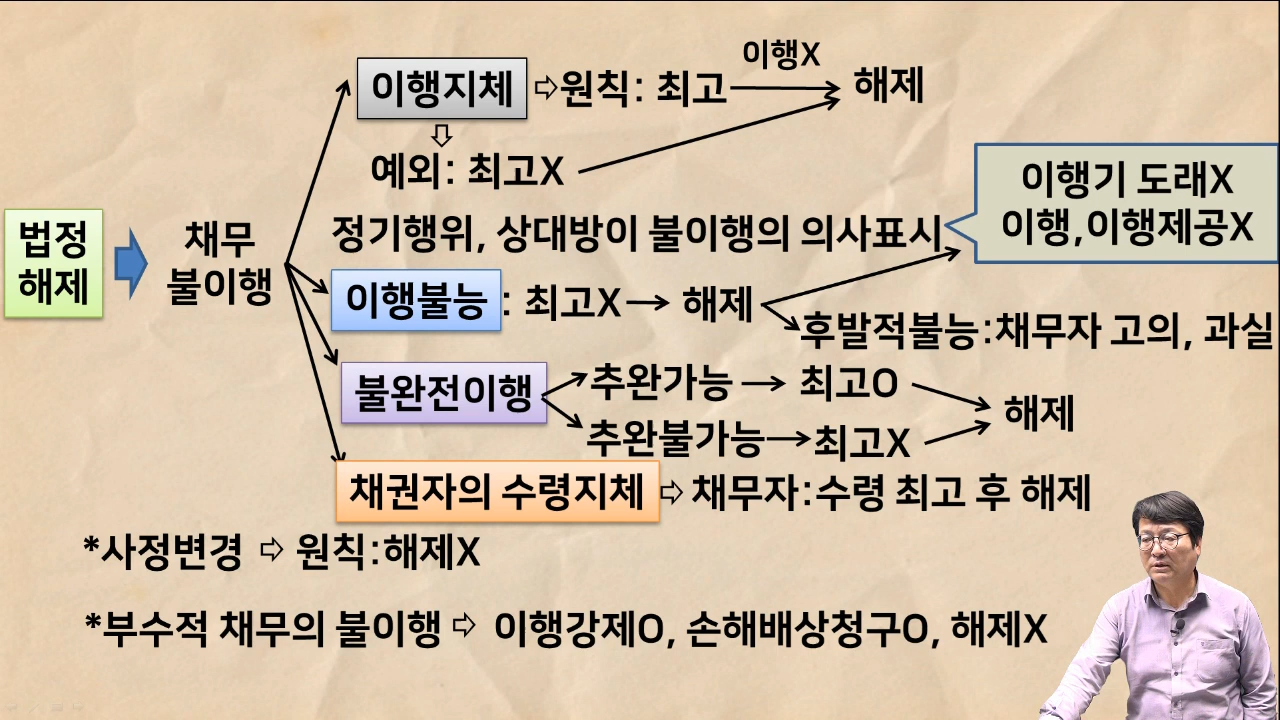 이행X
이행지체 ⇨ 원칙: 최고 → 해제
예외: 최고X
이행기 도래X
이행,이행제공X
정기행위, 상대방이 불이행의 의사표시
법정
해제
채무
불이행
이행불능 : 최고X → 해제
후발적불능:채무자 고의, 과실
불완전이행
추완가능 → 최고O
추완불가능 → 최고X
해제
채권자의 수령지체 ⇨ 채무자:수령 최고 후 해제
*사정변경 ⇨ 원칙:해제X
*부수적 채무의 불이행 ⇨ 이행강제O, 손해배상청구O, 해제X